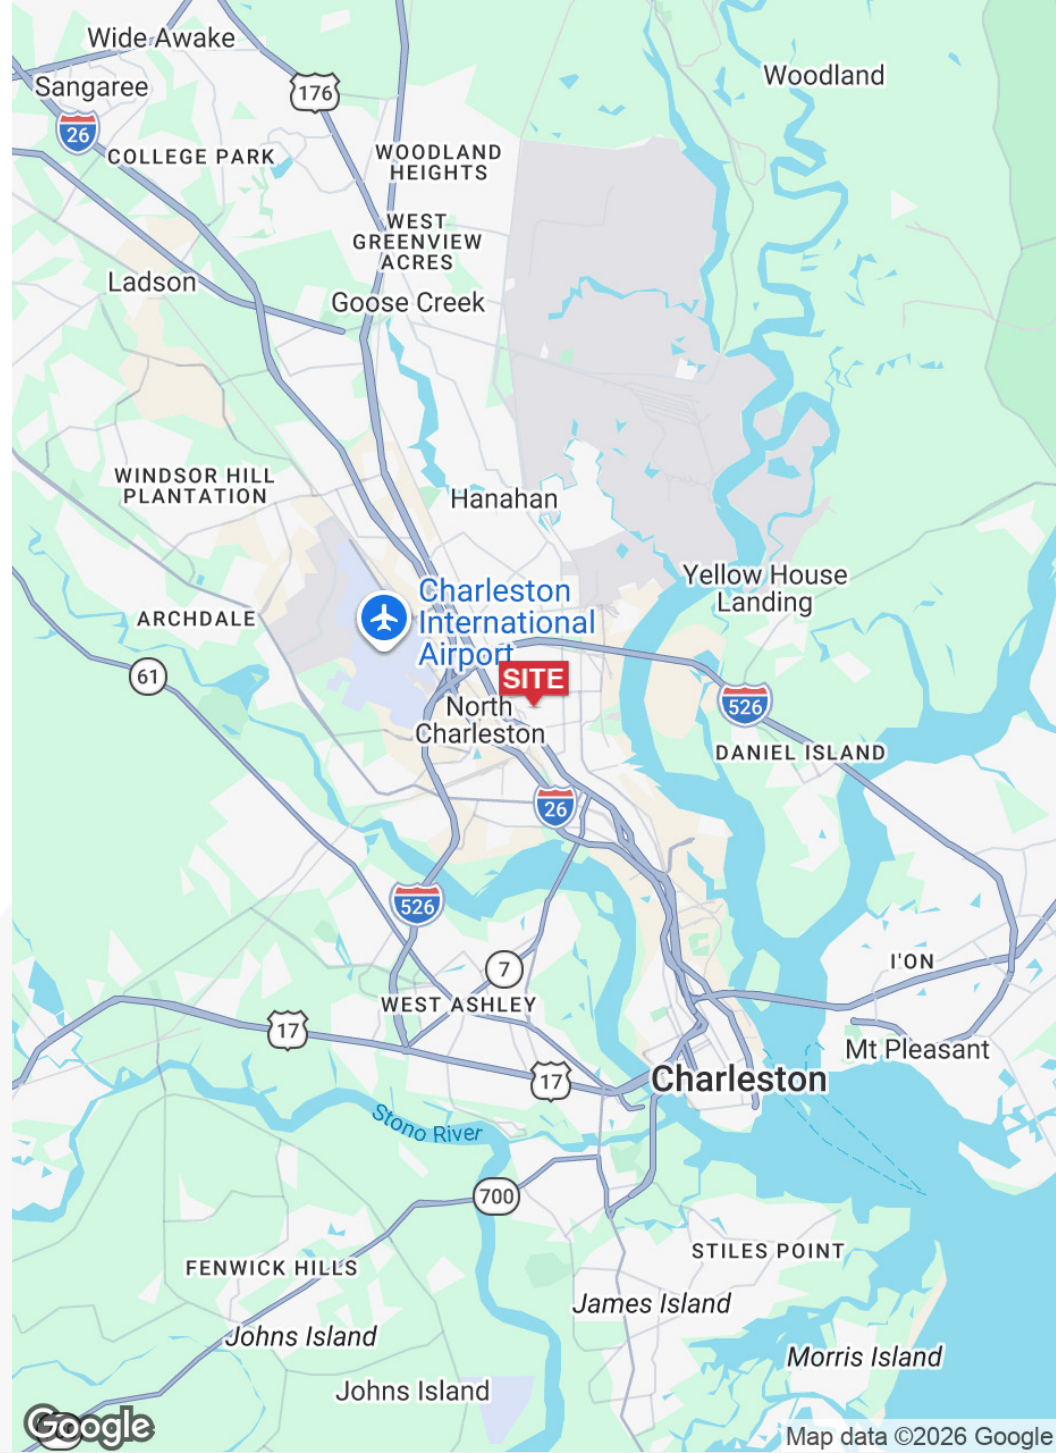 Wide Awake
Sangaree
176
Woodland
26
COLLEGE PARK
WOODLAND
HEIGHTS
WEST
GREENVIEW
ACRES
Ladson
Goose Creek
WINDSOR HILL
PLANTATION
Hanahan
Yellow House
Landing
Charleston
International
Airport
ARCHDALE
61
SITE
North
Charleston
526
DANIEL ISLAND
26
526
7
I'ON
WEST ASHLEY
17
Mt Pleasant
17
Charleston
Stono River
700
STILES POINT
FENWICK HILLS
James Island
Johns Island
Morris Island
Johns Island
Google
Map data ©2026 Google